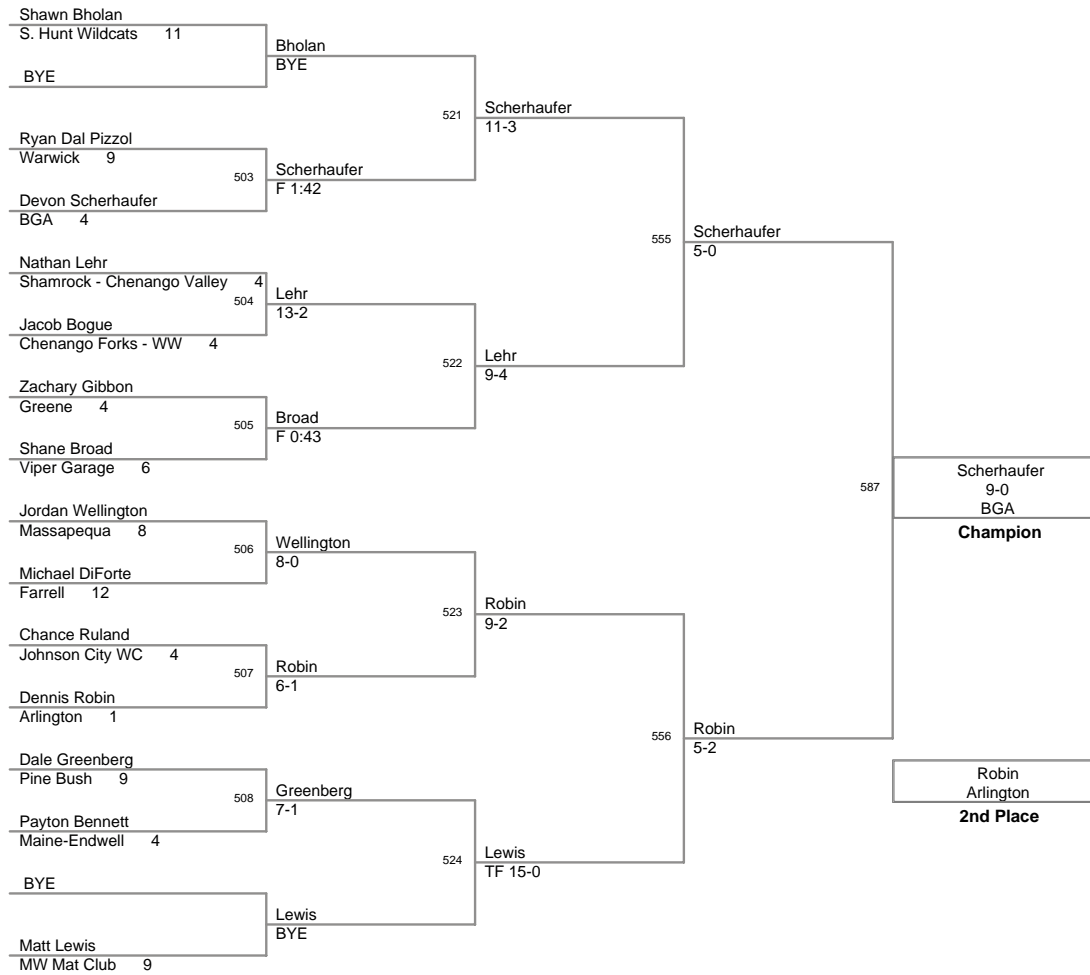 Shawn Bholan
S. Hunt Wildcats 11
BYE
Ryan Dal Pizzol
Warwick 9
Devon Scherhaufer
BGA 4
Nathan Lehr
Shamrock - Chenango Valley 4
Jacob Bogue
Chenango Forks - WW 4
Zachary Gibbon
Greene 4
Shane Broad
Viper Garage 6
Jordan Wellington
Massapequa 8
Michael DiForte
Farrell 12
Chance Ruland
Johnson City WC 4
Dennis Robin
Arlington 1
Dale Greenberg
Pine Bush 9
Payton Bennett
Maine-Endwell 4
BYE
Matt Lewis
MW Mat Club 9
Bholan
BYE
503
Scherhaufer
F 1:42
504
Lehr
13-2
505
Broad
F 0:43
506
Wellington
8-0
507
Robin
6-1
508
Greenberg
7-1
Lewis
BYE
521
Scherhaufer
11-3
522
Lehr
9-4
523
Robin
9-2
524
Lewis
TF 15-0
555
Scherhaufer
5-0
556
Robin
5-2
587
Scherhaufer
9-0
BGA
Champion
Robin
Arlington
2nd Place